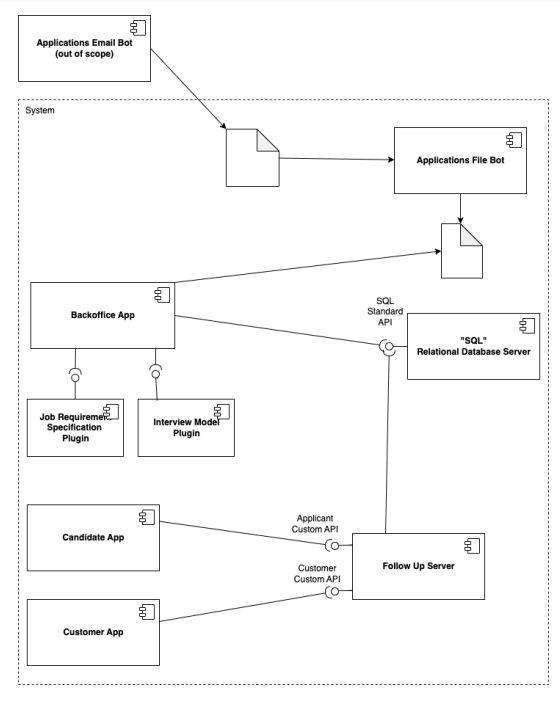 Applications Email Bot
(out of scope)
System
Applications File Bot
SQL
Standard
API
Backoffice App
"SQL"
Relational Database Server
Job Requirement
Specification
Plugin
Interview Model
Plugin
Applicant
Custom API
Candidate App
Customer
Custom API
Follow Up Server
Customer App